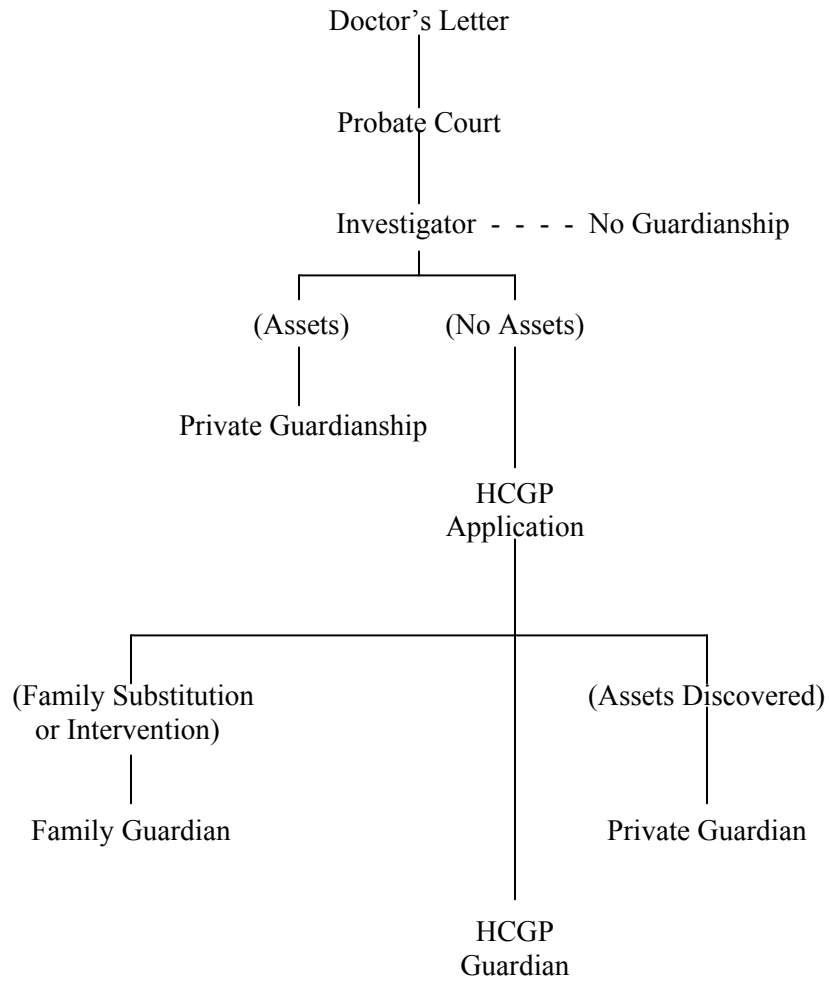 Doctor’s Letter
Probate Court
Investigator - - - - No Guardianship
(Assets) (No Assets)
Private Guardianship
HCGP
Application
(Family Substitution
or Intervention)
(Assets Discovered)
Family Guardian
Private Guardian
HCGP
Guardian